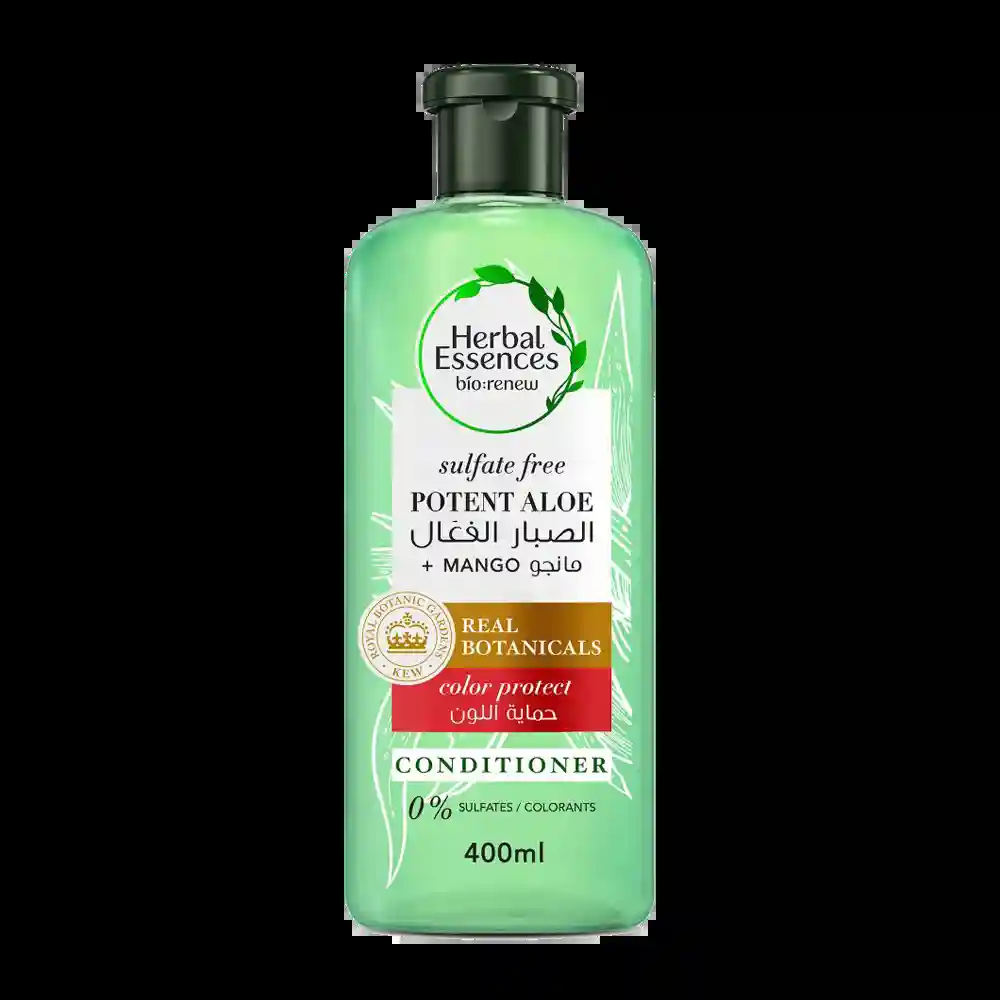 Herbal
Essences
bío:renew
sulfate free
POTENT ALOE
الصبار الفعّال
+ MANGO مانجو
ROYAL BOTANIC GARDENS
· KEW ·
REAL
BOTANICALS
color protect
حماية اللون
CONDITIONER
0% SULFATES / COLORANTS
400ml